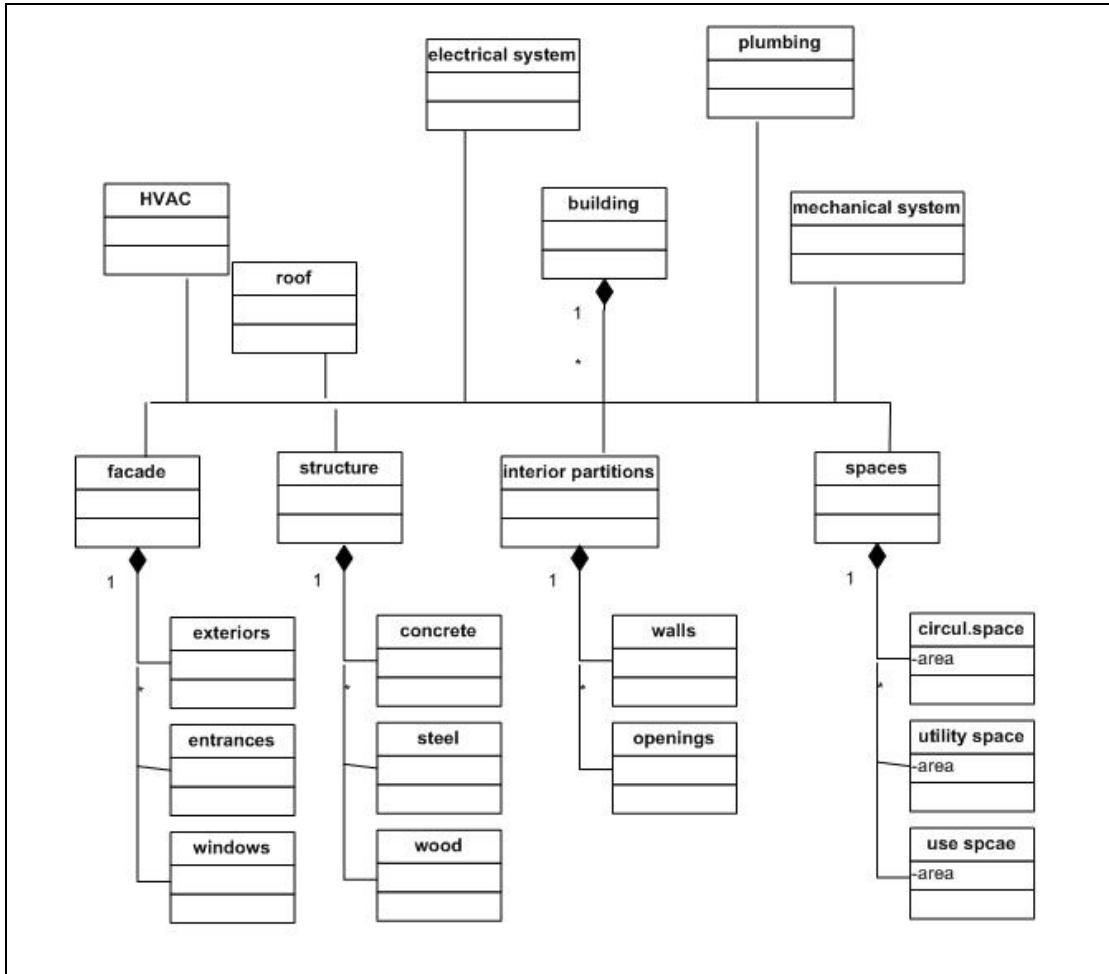 electrical system
plumbing
HVAC
building
mechanical system
roof
1
*
facade
structure
interior partitions
spaces
1
1
1
1
exteriors
concrete
walls
circul.space
-area
*
*
*
*
entrances
steel
openings
utility space
-area
windows
wood
use spcae
-area